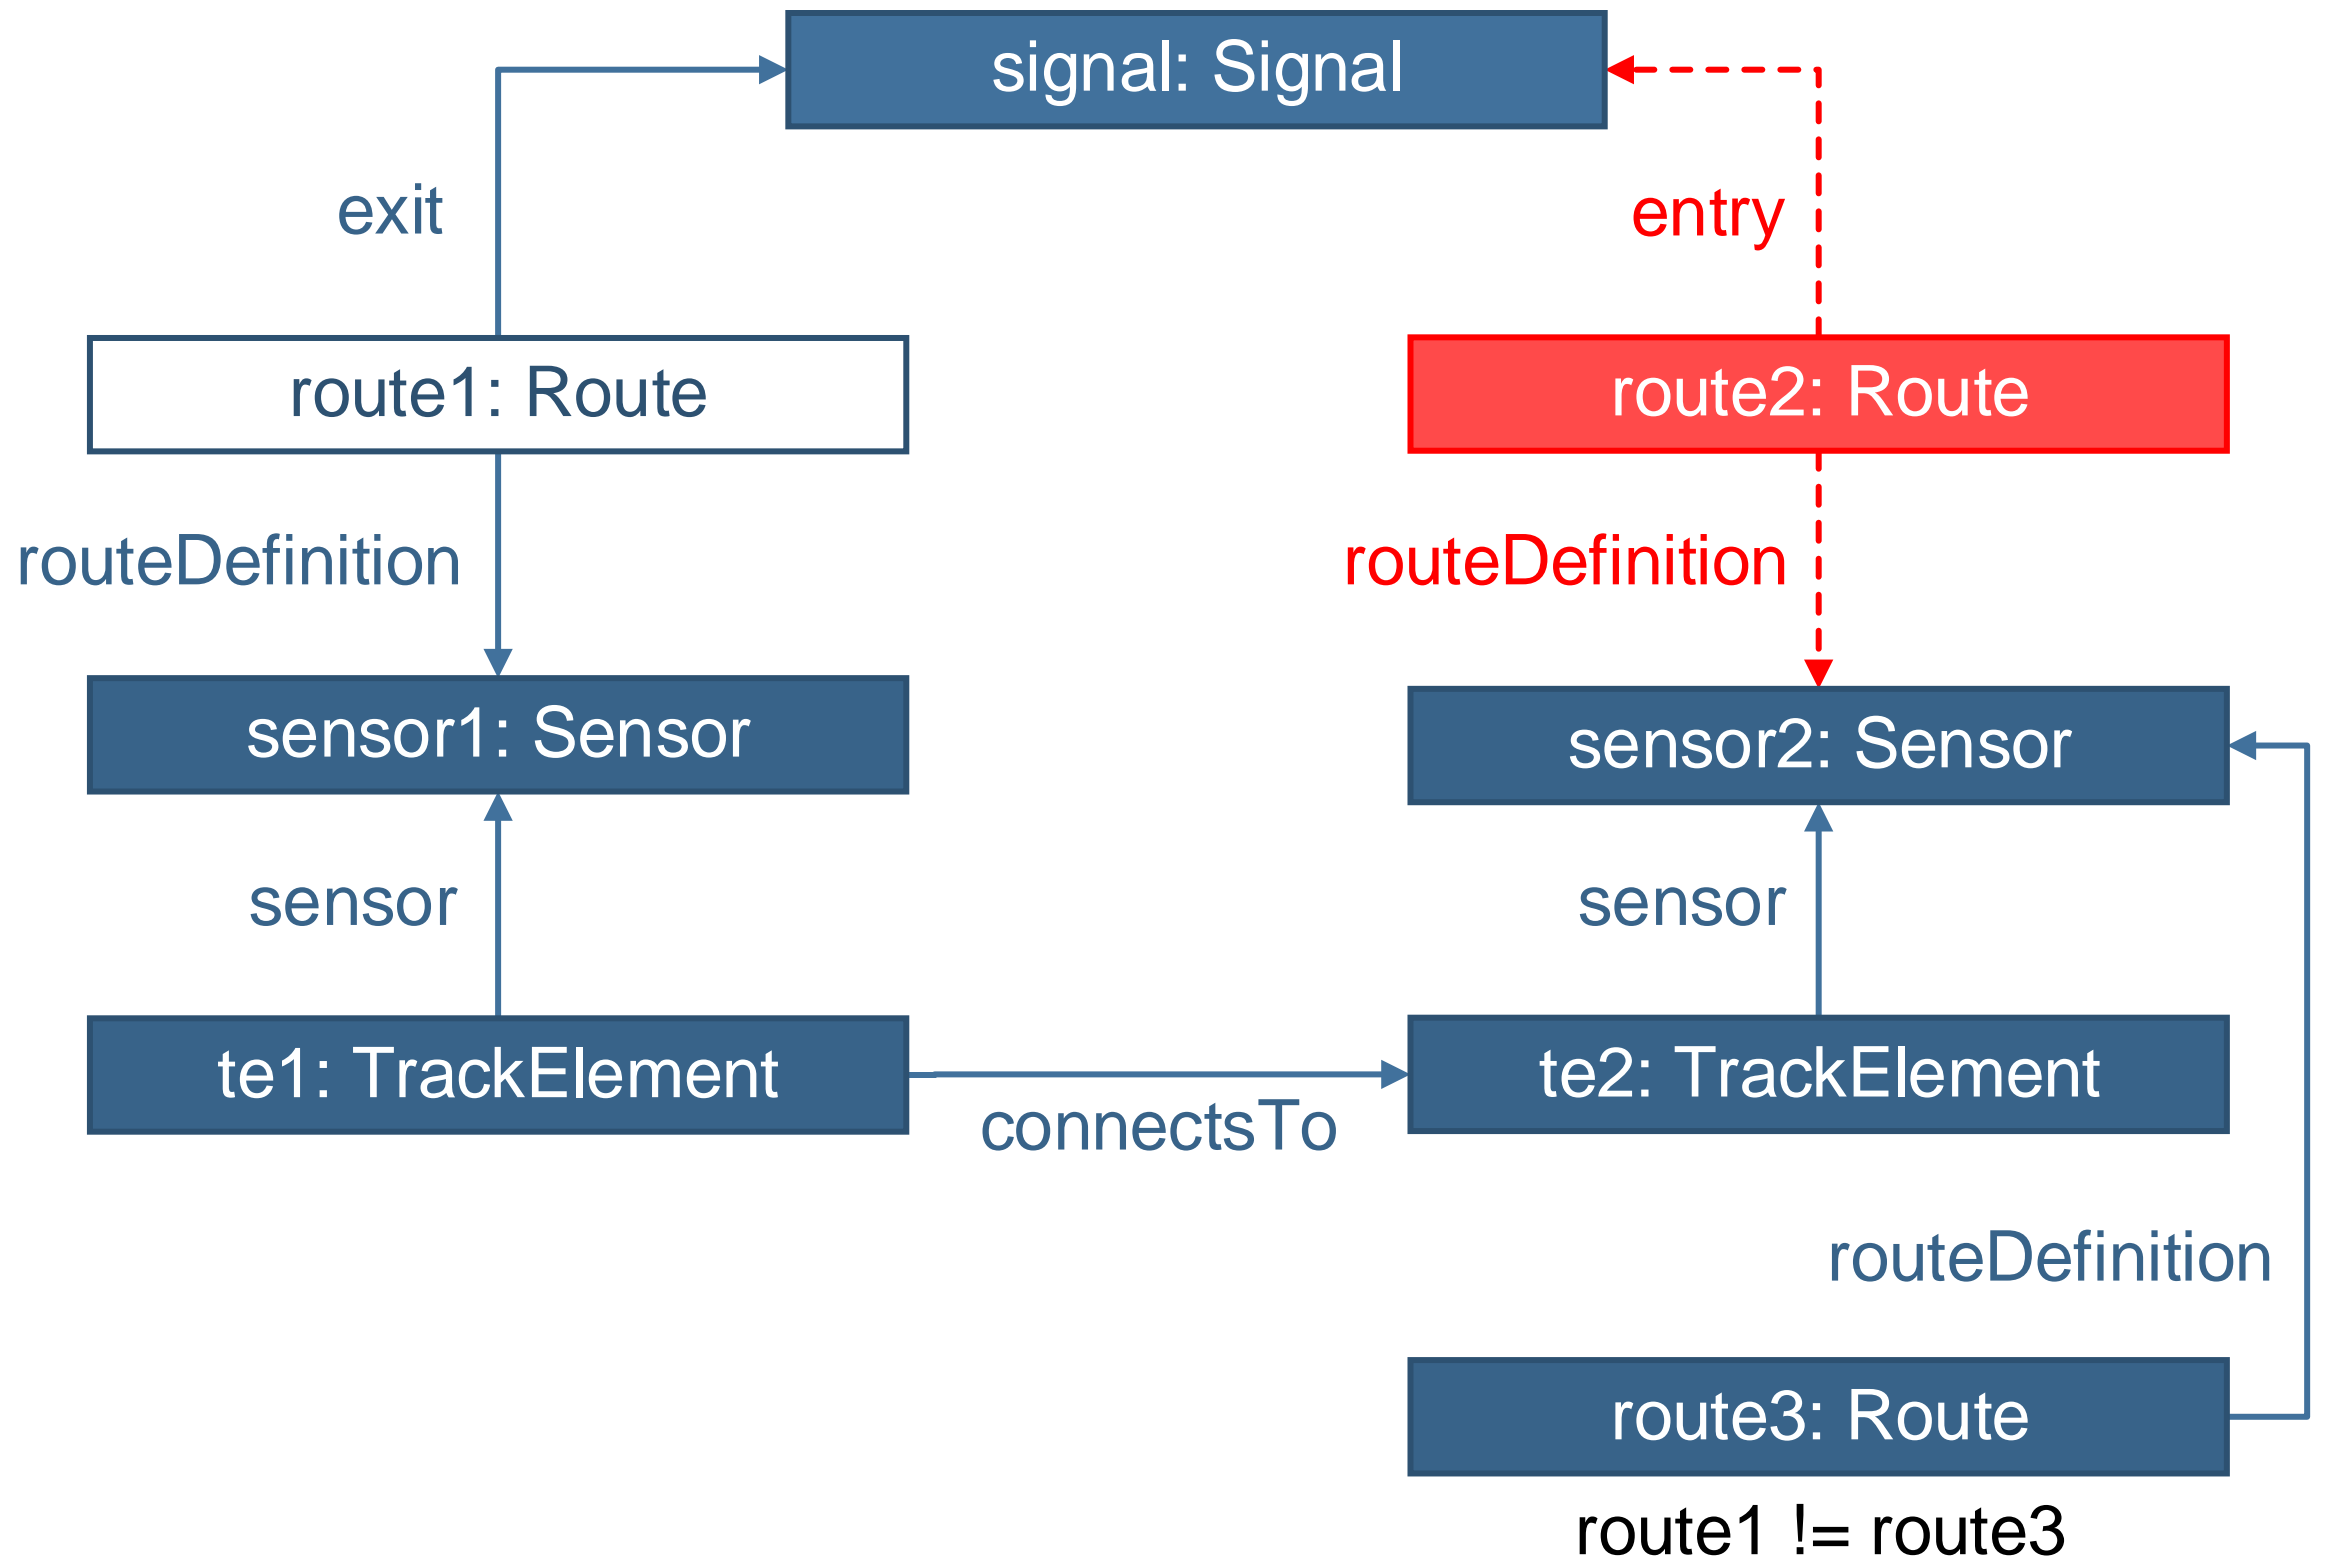 signal: Signal
exit
entry
route1: Route
route2: Route
routeDefinition
routeDefinition
sensor1: Sensor
sensor2: Sensor
sensor
sensor
te1: TrackElement
te2: TrackElement
connectsTo
routeDefinition
route3: Route
route1 != route3